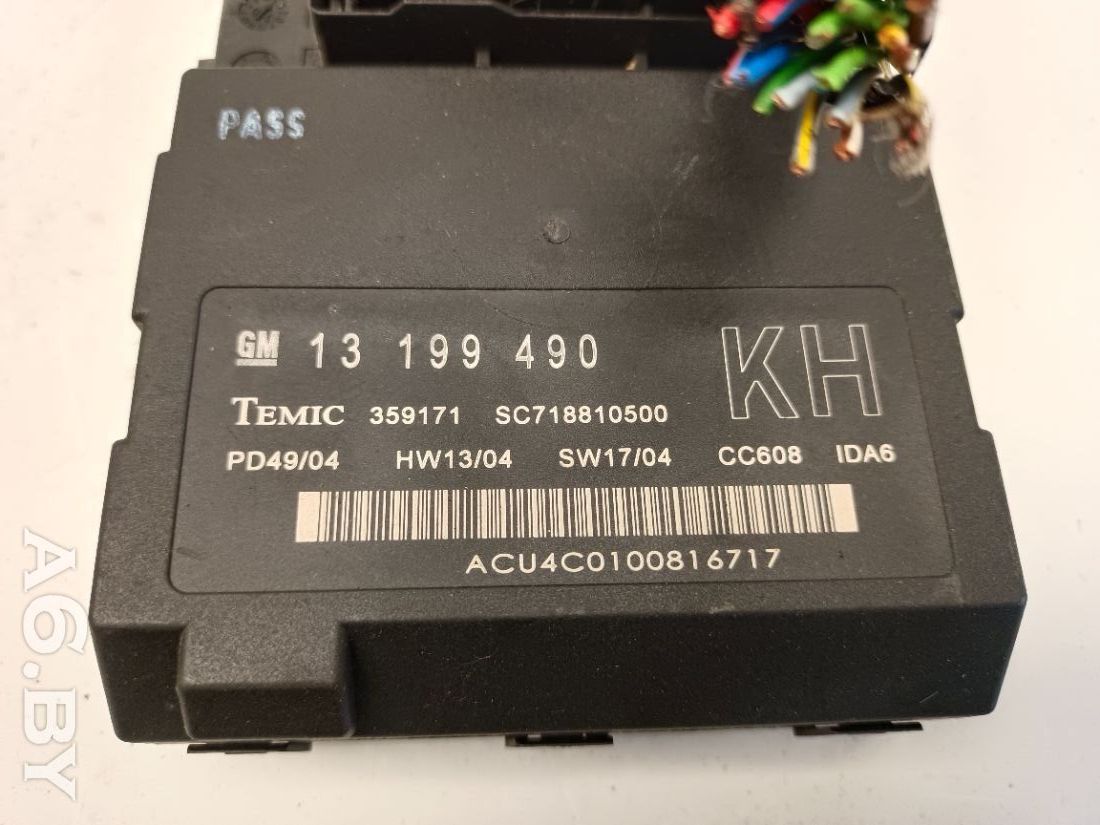 PASS
GM 13 199 490 KH
TEMIC 359171 SC718810500
PD49/04 HW13/04 SW17/04 CC608 IDA6
ACU4C0100816717
A6.BY